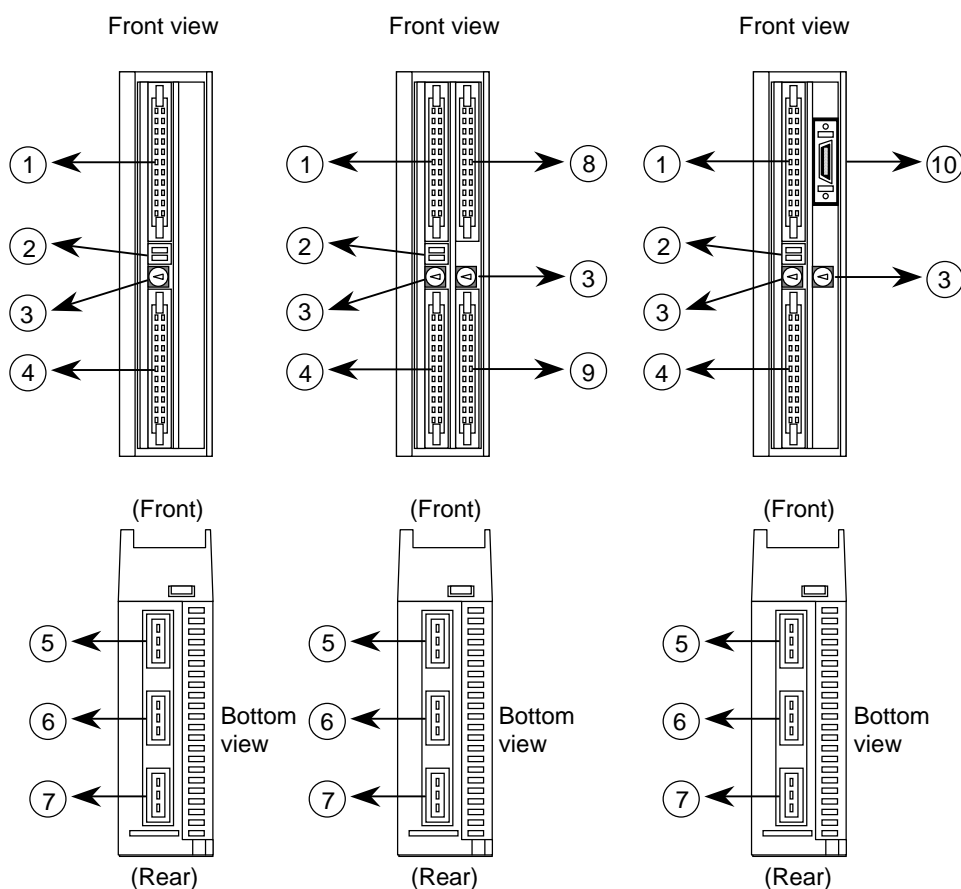 Front view Front view Front view
1 1 8 1 10
2 2 2
3 3 3 3 3
4 4 9 4
(Front) (Front) (Front)
5 5 5
6 Bottom view 6 Bottom view 6 Bottom view
7 7 7
(Rear) (Rear) (Rear)